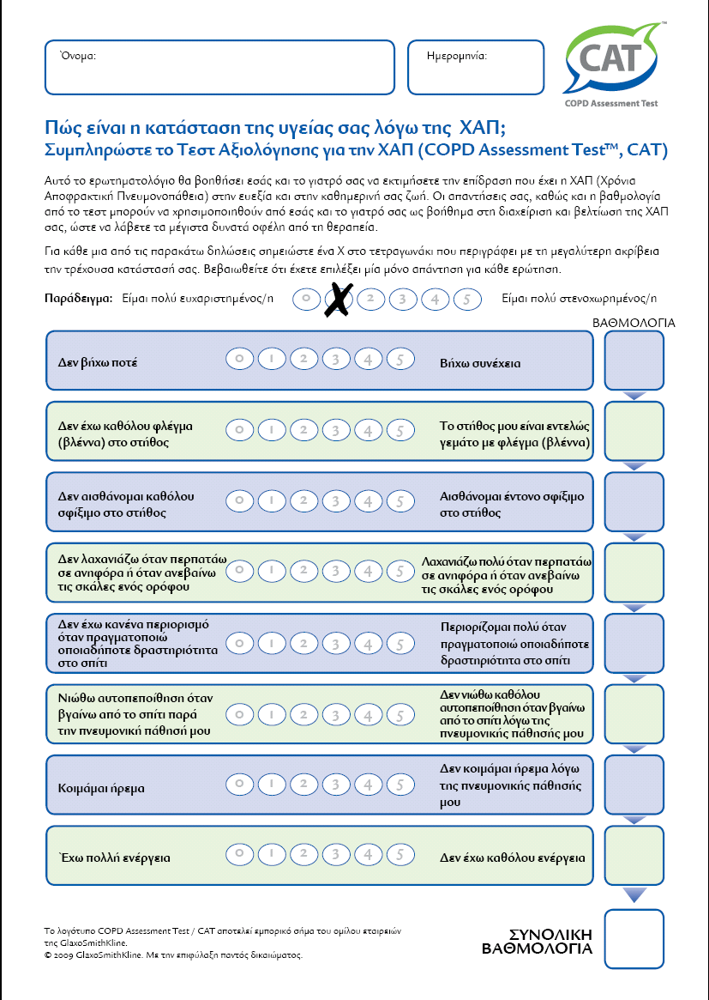 Όνομα:
Ημερομηνία:
CAT™
COPD Assessment Test
Πώς είναι η κατάσταση της υγείας σας λόγω της ΧΑΠ;
Συμπληρώστε το Τεστ Αξιολόγησης για την ΧΑΠ (COPD Assessment Test™, CAT)
Αυτό το ερωτηματολόγιο θα βοηθήσει εσάς και το γιατρό σας να εκτιμήσετε την επίδραση που έχει η ΧΑΠ (Χρόνια
Αποφρακτική Πνευμονοπάθεια) στην ευεξία και στην καθημερινή σας ζωή. Οι απαντήσεις σας, καθώς και η βαθμολογία
από το τεστ μπορούν να χρησιμοποιηθούν από εσάς και το γιατρό σας ως βοήθημα στη διαχείριση και βελτίωση της ΧΑΠ
σας, ώστε να λάβετε τα μέγιστα δυνατά οφέλη από τη θεραπεία.
Για κάθε μια από τις παρακάτω δηλώσεις σημειώστε ένα Χ στο τετραγωνάκι που περιγράφει με τη μεγαλύτερη ακρίβεια
την τρέχουσα κατάστασή σας. Βεβαιωθείτε ότι έχετε επιλέξει μία μόνο απάντηση για κάθε ερώτηση.
Παράδειγμα: Είμαι πολύ ευχαριστημένος/η 0 X 2 3 4 5 Είμαι πολύ στενοχωρημένος/η
ΒΑΘΜΟΛΟΓΙΑ
Δεν βήχω ποτέ
0 1 2 3 4 5
Βήχω συνέχεια
Δεν έχω καθόλου φλέγμα
(βλέννα) στο στήθος
0 1 2 3 4 5
Το στήθος μου είναι εντελώς
γεμάτο με φλέγμα (βλέννα)
Δεν αισθάνομαι καθόλου
σφίξιμο στο στήθος
0 1 2 3 4 5
Αισθάνομαι έντονο σφίξιμο
στο στήθος
Δεν λαχανιάζω όταν περπατάω
σε ανηφόρα ή όταν ανεβαίνω
τις σκάλες ενός ορόφου
0 1 2 3 4 5
Λαχανιάζω πολύ όταν περπατάω
σε ανηφόρα ή όταν ανεβαίνω
τις σκάλες ενός ορόφου
Δεν έχω κανένα περιορισμό
όταν πραγματοποιώ
οποιαδήποτε δραστηριότητα
στο σπίτι
0 1 2 3 4 5
Περιορίζομαι πολύ όταν
πραγματοποιώ οποιαδήποτε
δραστηριότητα στο σπίτι
Νιώθω αυτοπεποίθηση όταν
βγαίνω από το σπίτι παρά
την πνευμονική πάθησή μου
0 1 2 3 4 5
Δεν νιώθω καθόλου
αυτοπεποίθηση όταν βγαίνω
από το σπίτι λόγω της
πνευμονικής πάθησής μου
Κοιμάμαι ήρεμα
0 1 2 3 4 5
Δεν κοιμάμαι ήρεμα λόγω
της πνευμονικής πάθησής
μου
Έχω πολλή ενέργεια
0 1 2 3 4 5
Δεν έχω καθόλου ενέργεια
Το λογότυπο COPD Assessment Test / CAT αποτελεί εμπορικό σήμα του ομίλου εταιρειών
της GlaxoSmithKline.
© 2009 GlaxoSmithKline. Με την επιφύλαξη παντός δικαιώματος.
ΣΥΝΟΛΙΚΗ
ΒΑΘΜΟΛΟΓΙΑ